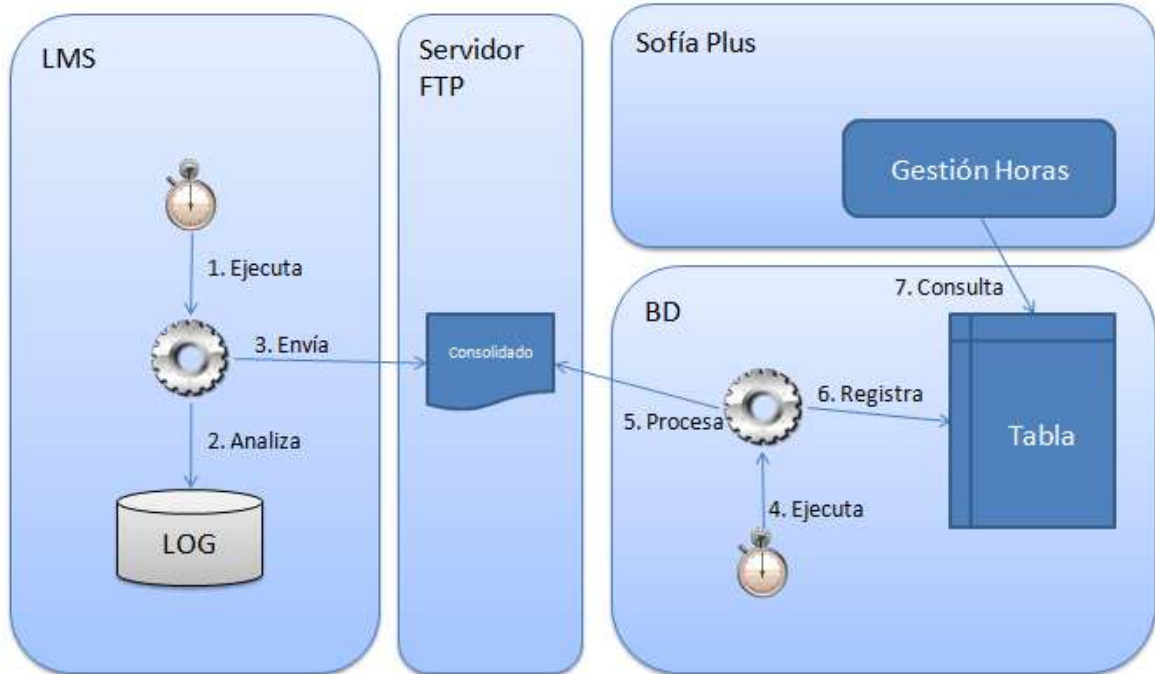 LMS
1. Ejecuta
3. Envía
2. Analiza
LOG
Servidor
FTP
Consolidado
Sofía Plus
Gestión Horas
7. Consulta
BD
6. Registra
5. Procesa
Tabla
4. Ejecuta